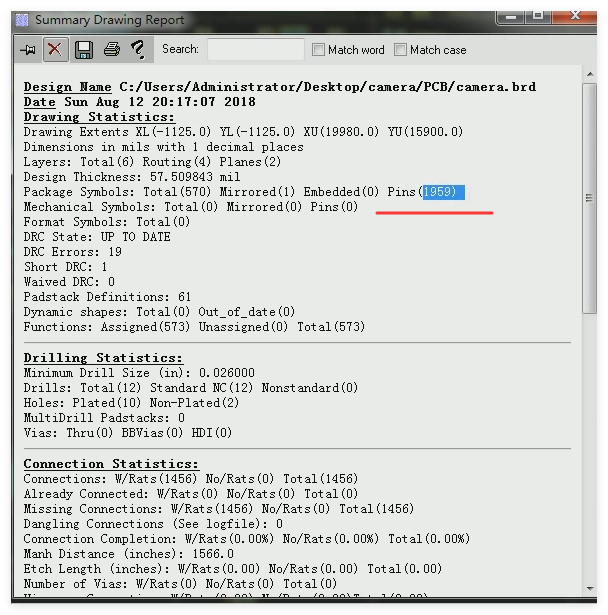 Summary Drawing Report
Search: Match word Match case
Design Name C:/Users/Administrator/Desktop/camera/PCB/camera.brd
Date Sun Aug 12 20:17:07 2018
Drawing Statistics:
Drawing Extents XL(-1125.0) YL(-1125.0) XU(19980.0) YU(15900.0)
Dimensions in mils with 1 decimal places
Layers: Total(6) Routing(4) Planes(2)
Design Thickness: 57.509843 mil
Package Symbols: Total(570) Mirrored(1) Embedded(0) Pins(1959)
Mechanical Symbols: Total(0) Mirrored(0) Pins(0)
Format Symbols: Total(0)
DRC State: UP TO DATE
DRC Errors: 19
Short DRC: 1
Waived DRC: 0
Padstack Definitions: 61
Dynamic shapes: Total(0) Out_of_date(0)
Functions: Assigned(573) Unassigned(0) Total(573)
Drilling Statistics:
Minimum Drill Size (in): 0.026000
Drills: Total(12) Standard NC(12) Nonstandard(0)
Holes: Plated(10) Non-Plated(2)
MultiDrill Padstacks: 0
Vias: Thru(0) BBVias(0) HDI(0)
Connection Statistics:
Connections: W/Rats(1456) No/Rats(0) Total(1456)
Already Connected: W/Rats(0) No/Rats(0) Total(0)
Missing Connections: W/Rats(1456) No/Rats(0) Total(1456)
Dangling Connections (See logfile): 0
Connection Completion: W/Rats(0.00%) No/Rats(0.00%) Total(0.00%)
Manh Distance (inches): 1566.0
Etch Length (inches): W/Rats(0.00) No/Rats(0.00) Total(0.00)
Number of Vias: W/Rats(0) No/Rats(0) Total(0)